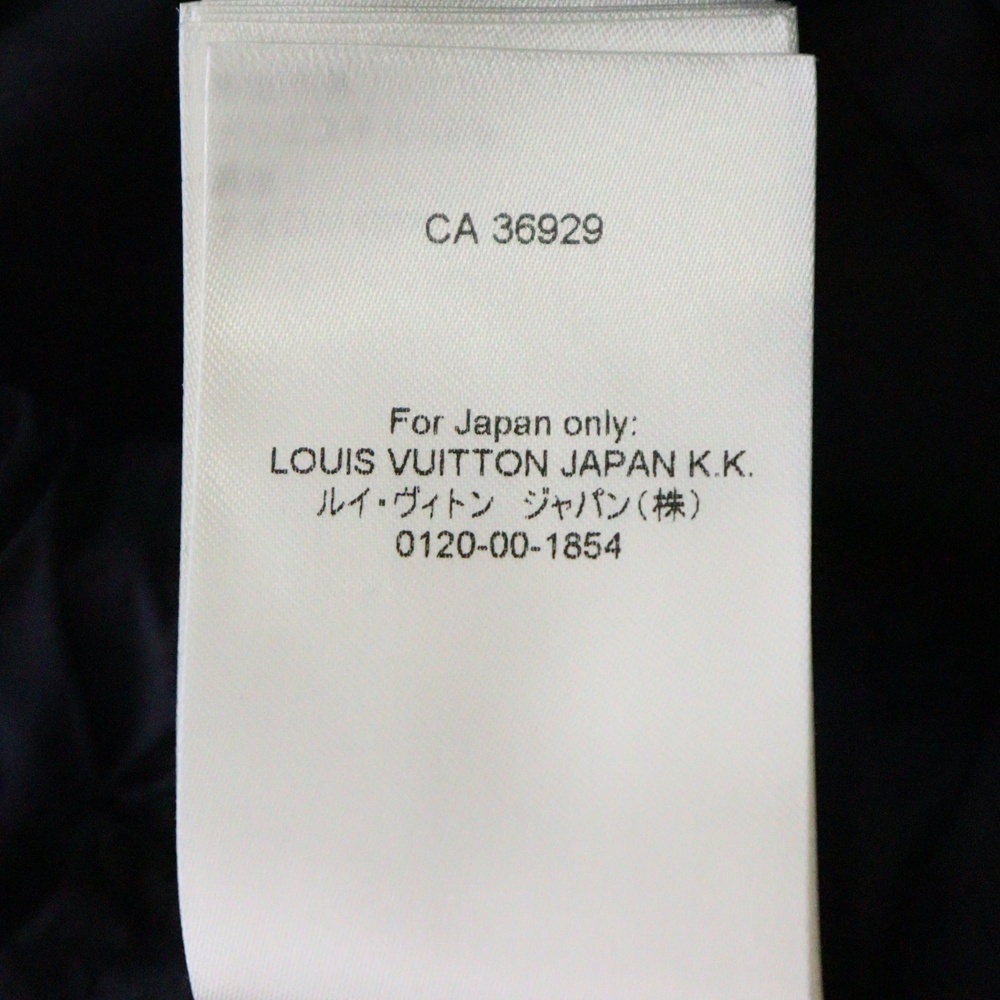 CA 36929
For Japan only:
LOUIS VUITTON JAPAN K.K.
ルイ・ヴィトン　ジャパン(株)
0120-00-1854